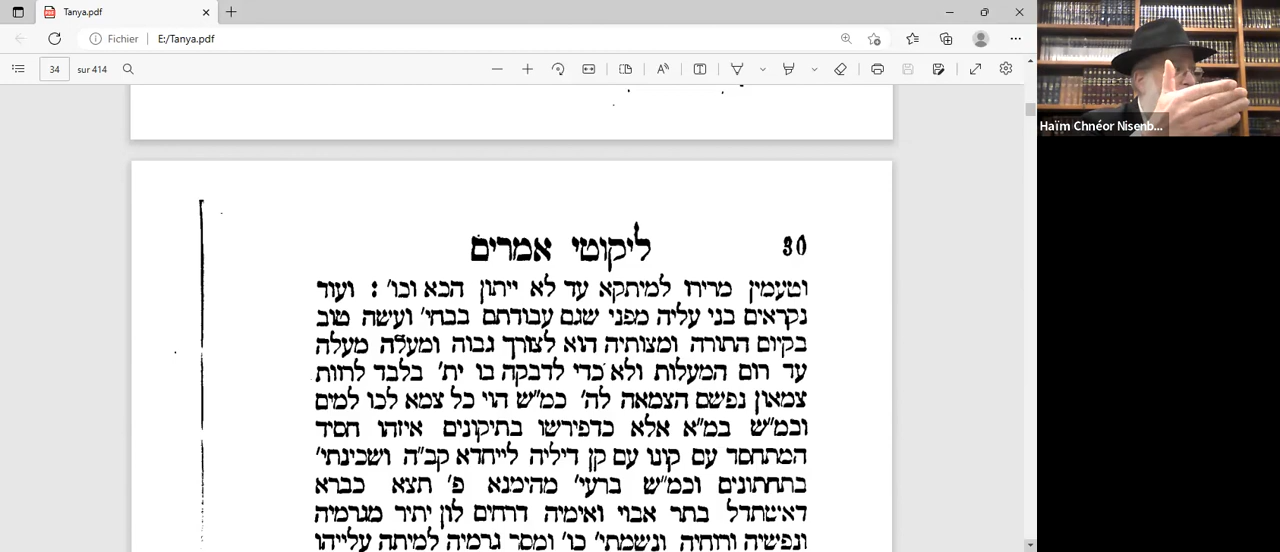 Tanya.pdf
Fichier E:/Tanya.pdf
34 sur 414
Haïm Chnéor Nisenb...
30 ליקוטי אמרים
וטעמין מרירו למיתקא עד לא ייתון הכא וכו׳ : ועוד
נקראים בני עליה מפני שגם עבודתם בבחי׳ ועשה טוב
בקיום התורה ומצותיה הוא לצורך גבוה ומעלה מעלה
עד רום המעלות ולא כדי לדבקה בו ית׳ בלבד לרוות
צמאון נפשם הצמאה לה׳ כמ״ש הוי כל צמא לכו למים
וכמ״ש במ״א אלא כדפירשו בתיקונים איזהו חסיד
המתחסד עם קונו עם קן דיליה לייחדא קב״ה ושכינתי׳
בתחתונים וכמ״ש ברעי׳ מהימנא פ׳ תצא כברא
דאשתדל בתר אבוי ואימיה דרחים לון יתיר מגרמיה
ונפשיה ורוחיה ונשמתי׳ כו׳ ומסר גרמיה למיתה עלייהו